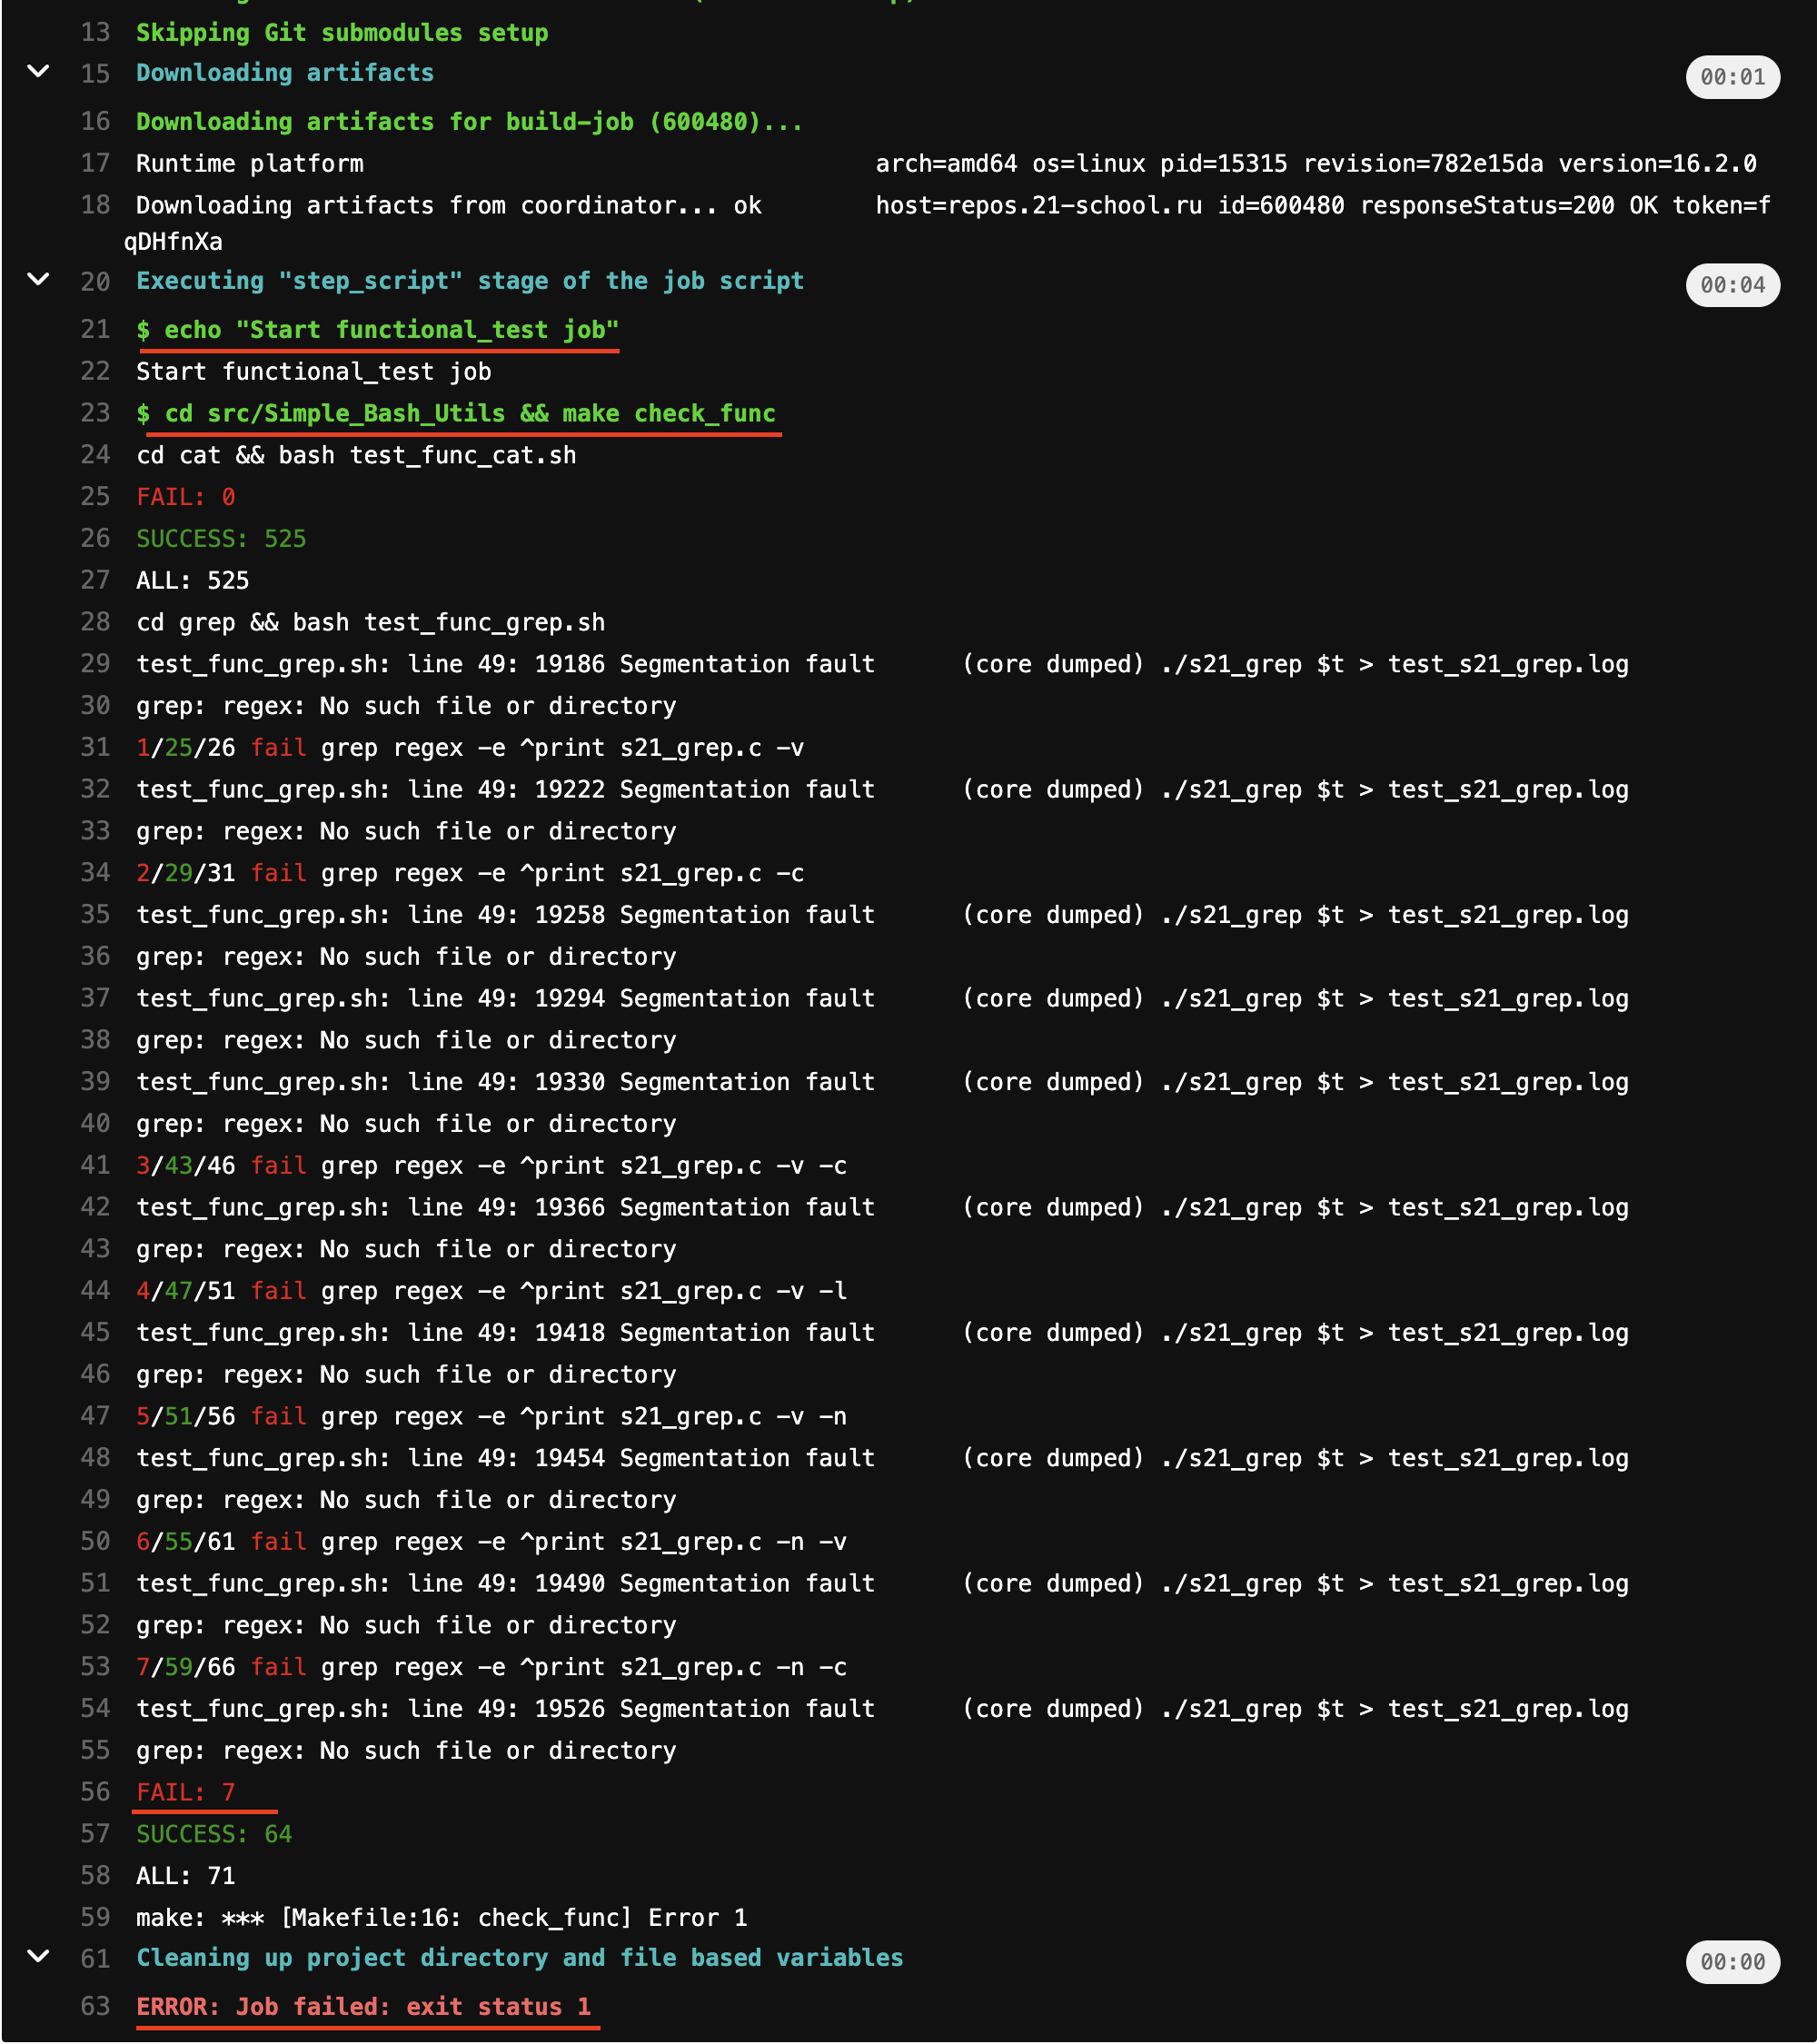 13 Skipping Git submodules setup
15 Downloading artifacts 00:01
16 Downloading artifacts for build-job (600480)...
17 Runtime platform arch=amd64 os=linux pid=15315 revision=782e15da version=16.2.0
18 Downloading artifacts from coordinator... ok host=repos.21-school.ru id=600480 responseStatus=200 OK token=f
qDHfnXa
20 Executing "step_script" stage of the job script 00:04
21 $ echo "Start functional_test job"
22 Start functional_test job
23 $ cd src/Simple_Bash_Utils && make check_func
24 cd cat && bash test_func_cat.sh
25 FAIL: 0
26 SUCCESS: 525
27 ALL: 525
28 cd grep && bash test_func_grep.sh
29 test_func_grep.sh: line 49: 19186 Segmentation fault (core dumped) ./s21_grep $t > test_s21_grep.log
30 grep: regex: No such file or directory
31 1/25/26 fail grep regex -e ^print s21_grep.c -v
32 test_func_grep.sh: line 49: 19222 Segmentation fault (core dumped) ./s21_grep $t > test_s21_grep.log
33 grep: regex: No such file or directory
34 2/29/31 fail grep regex -e ^print s21_grep.c -c
35 test_func_grep.sh: line 49: 19258 Segmentation fault (core dumped) ./s21_grep $t > test_s21_grep.log
36 grep: regex: No such file or directory
37 test_func_grep.sh: line 49: 19294 Segmentation fault (core dumped) ./s21_grep $t > test_s21_grep.log
38 grep: regex: No such file or directory
39 test_func_grep.sh: line 49: 19330 Segmentation fault (core dumped) ./s21_grep $t > test_s21_grep.log
40 grep: regex: No such file or directory
41 3/43/46 fail grep regex -e ^print s21_grep.c -v -c
42 test_func_grep.sh: line 49: 19366 Segmentation fault (core dumped) ./s21_grep $t > test_s21_grep.log
43 grep: regex: No such file or directory
44 4/47/51 fail grep regex -e ^print s21_grep.c -v -l
45 test_func_grep.sh: line 49: 19418 Segmentation fault (core dumped) ./s21_grep $t > test_s21_grep.log
46 grep: regex: No such file or directory
47 5/51/56 fail grep regex -e ^print s21_grep.c -v -n
48 test_func_grep.sh: line 49: 19454 Segmentation fault (core dumped) ./s21_grep $t > test_s21_grep.log
49 grep: regex: No such file or directory
50 6/55/61 fail grep regex -e ^print s21_grep.c -n -v
51 test_func_grep.sh: line 49: 19490 Segmentation fault (core dumped) ./s21_grep $t > test_s21_grep.log
52 grep: regex: No such file or directory
53 7/59/66 fail grep regex -e ^print s21_grep.c -n -c
54 test_func_grep.sh: line 49: 19526 Segmentation fault (core dumped) ./s21_grep $t > test_s21_grep.log
55 grep: regex: No such file or directory
56 FAIL: 7
57 SUCCESS: 64
58 ALL: 71
59 make: *** [Makefile:16: check_func] Error 1
61 Cleaning up project directory and file based variables 00:00
63 ERROR: Job failed: exit status 1